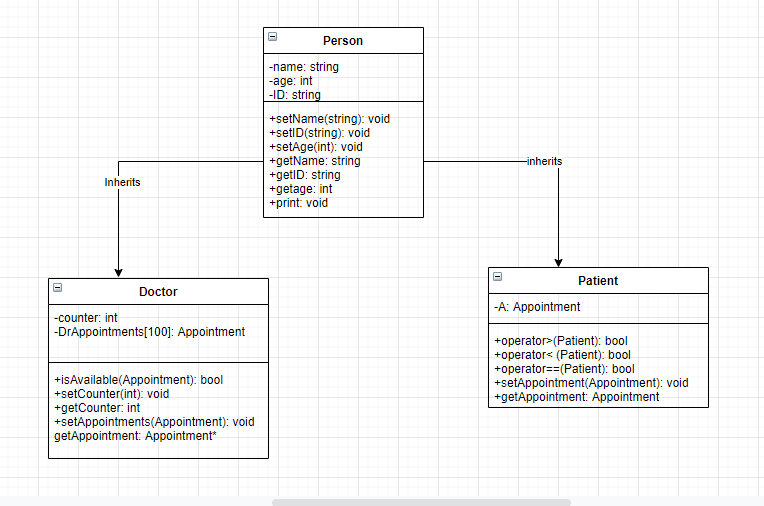 Person
-name: string
-age: int
-ID: string
+setName(string): void
+setID(string): void
+setAge(int): void
+getName: string
+getID: string
+getage: int
+print: void
Inherits
inherits
Doctor
-counter: int
-DrAppointments[100]: Appointment
+isAvailable(Appointment): bool
+setCounter(int): void
+getCounter: int
+setAppointments(Appointment): void
getAppointment: Appointment*
Patient
-A: Appointment
+operator>(Patient): bool
+operator< (Patient): bool
+operator==(Patient): bool
+setAppointment(Appointment): void
+getAppointment: Appointment